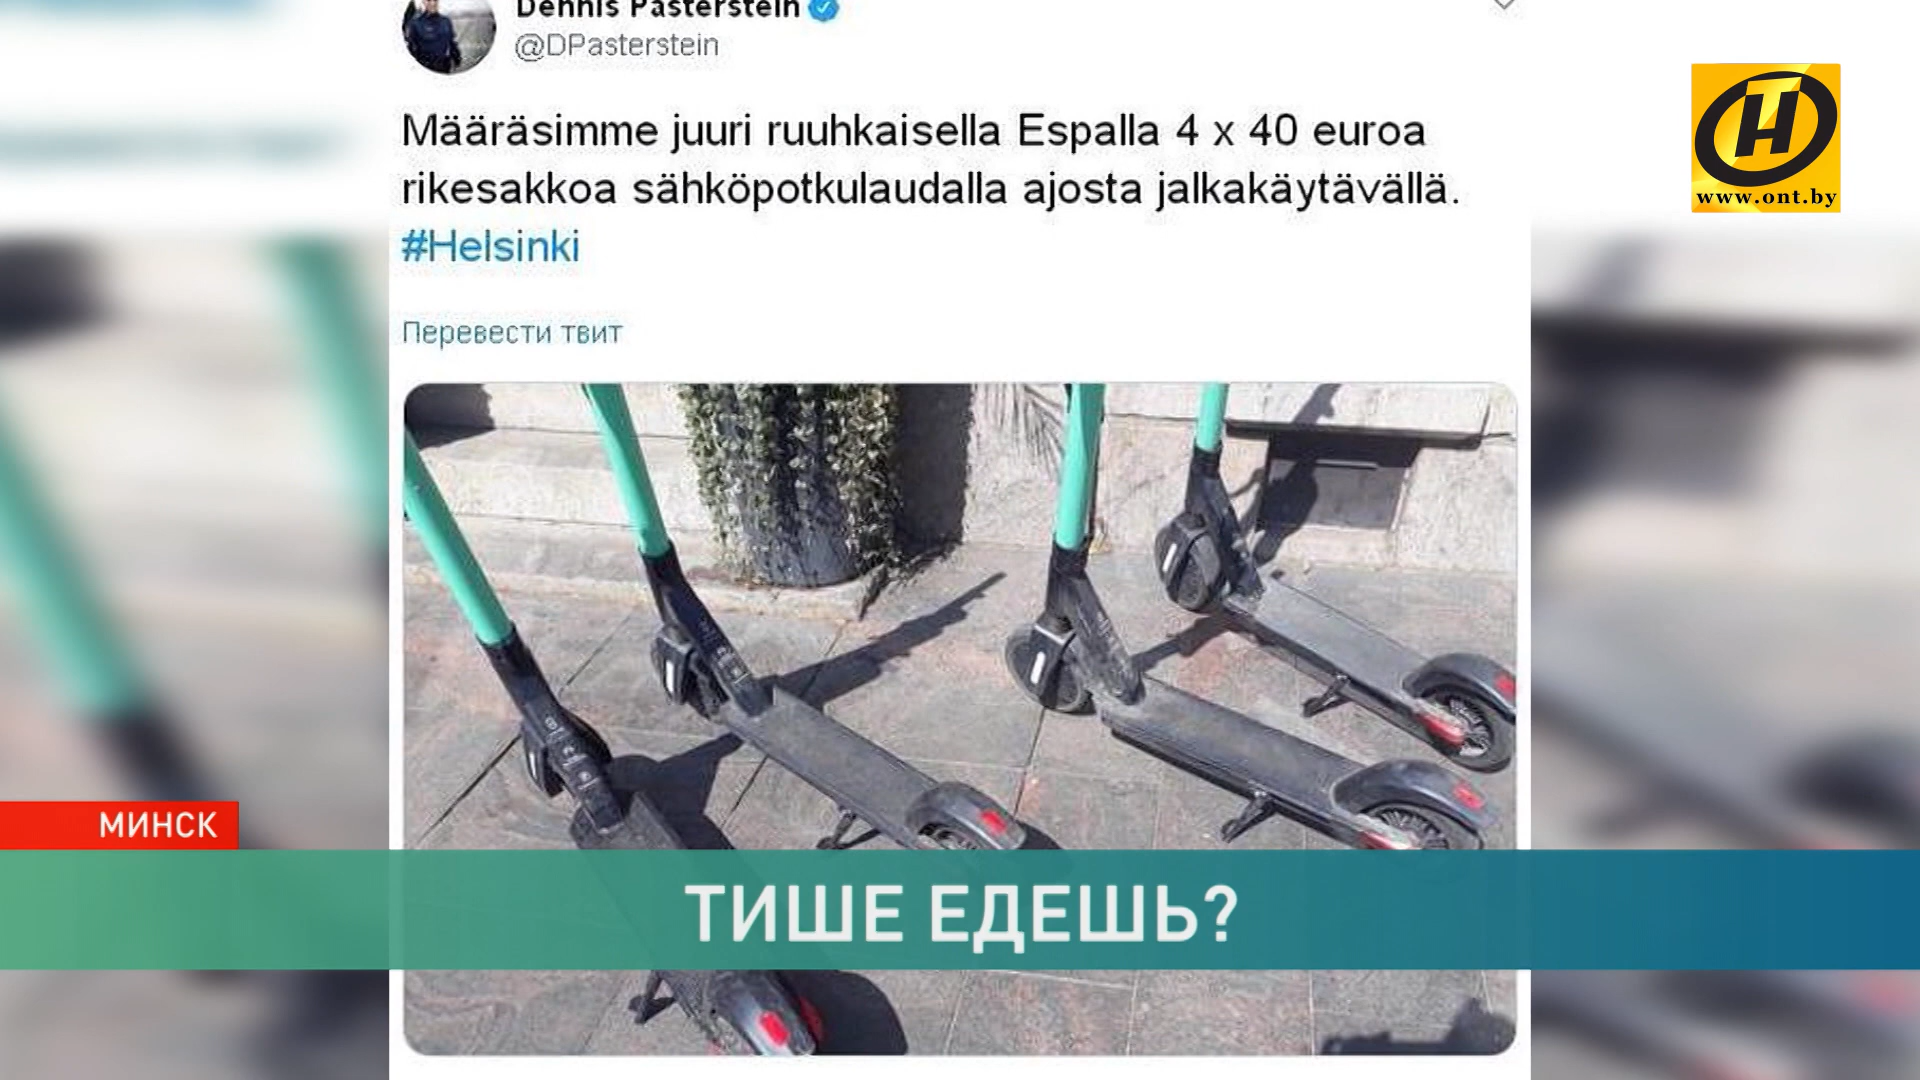 Dennis Pasterstein
@DPasterstein
Määräsimme juuri ruuhkaisella Espalla 4 x 40 euroa
rikesakkoa sähköpotkulaudalla ajosta jalkakäytävällä.
#Helsinki
Перевести твит
www.ont.by
МИНСК
ТИШЕ ЕДЕШЬ?